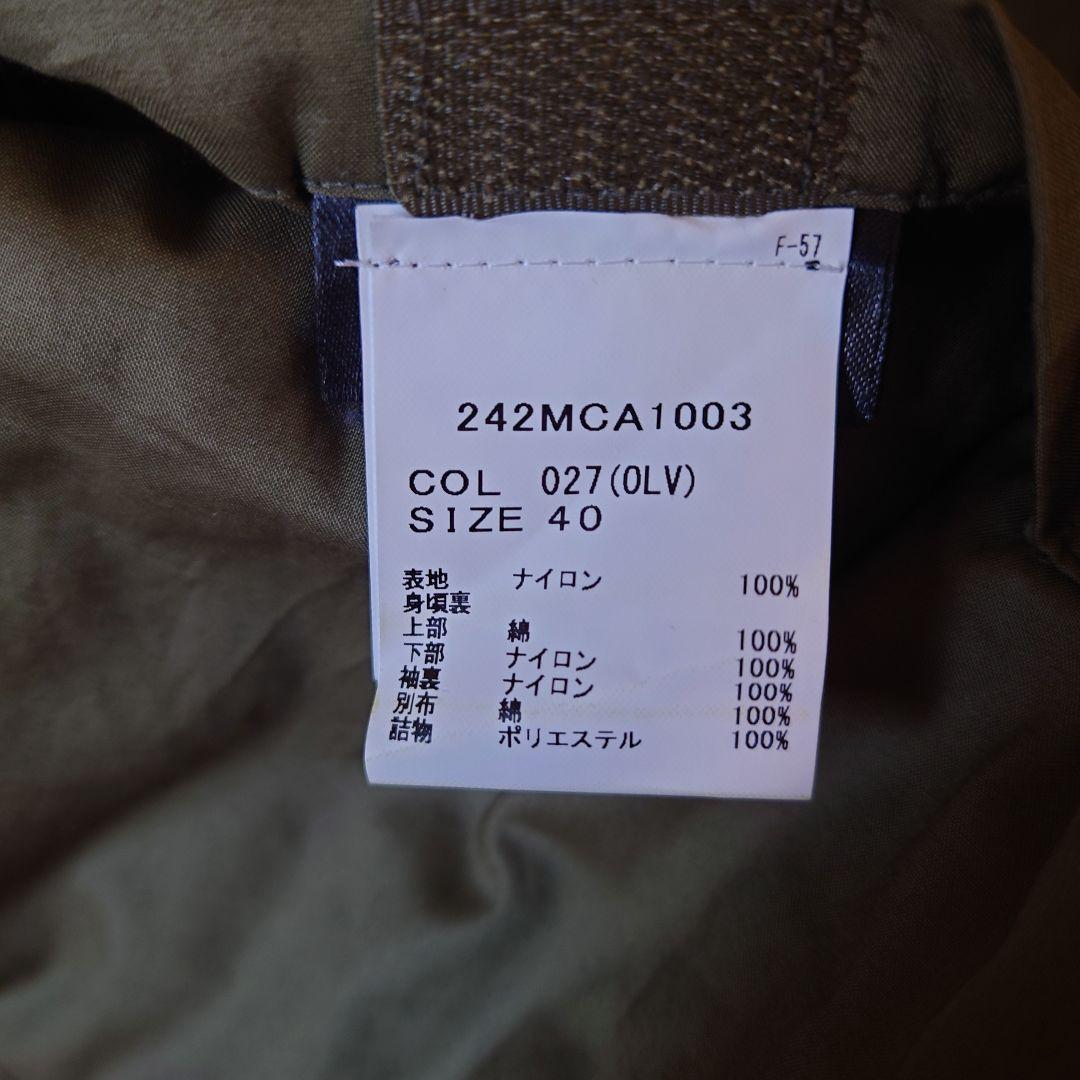 F-57
242MCA1003
COL 027(OLV)
SIZE 40
表地 ナイロン 100%
身頃裏
上部 綿 100%
下部 ナイロン 100%
袖裏 ナイロン 100%
別布 綿 100%
詰物 ポリエステル 100%